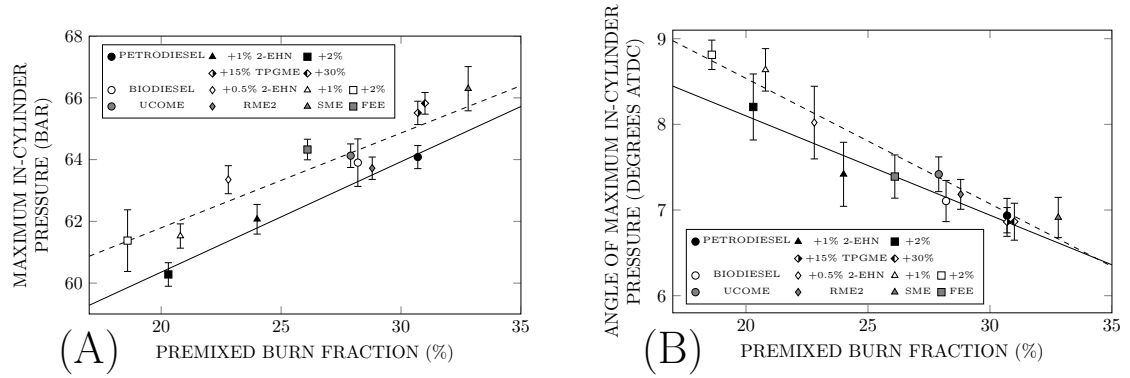 MAXIMUM IN-CYLINDER
PRESSURE (BAR)
68
66
64
62
60
PETRODIESEL +1% 2-EHN +2%
+15% TPGME +30%
BIODIESEL +0.5% 2-EHN +1% +2%
UCOME RME2 SME FEE
20 25 30 35
(A) PREMIXED BURN FRACTION (%)
ANGLE OF MAXIMUM IN-CYLINDER
PRESSURE (DEGREES ATDC)
9
8
7
6
PETRODIESEL +1% 2-EHN +2%
+15% TPGME +30%
BIODIESEL +0.5% 2-EHN +1% +2%
UCOME RME2 SME FEE
20 25 30 35
(B) PREMIXED BURN FRACTION (%)